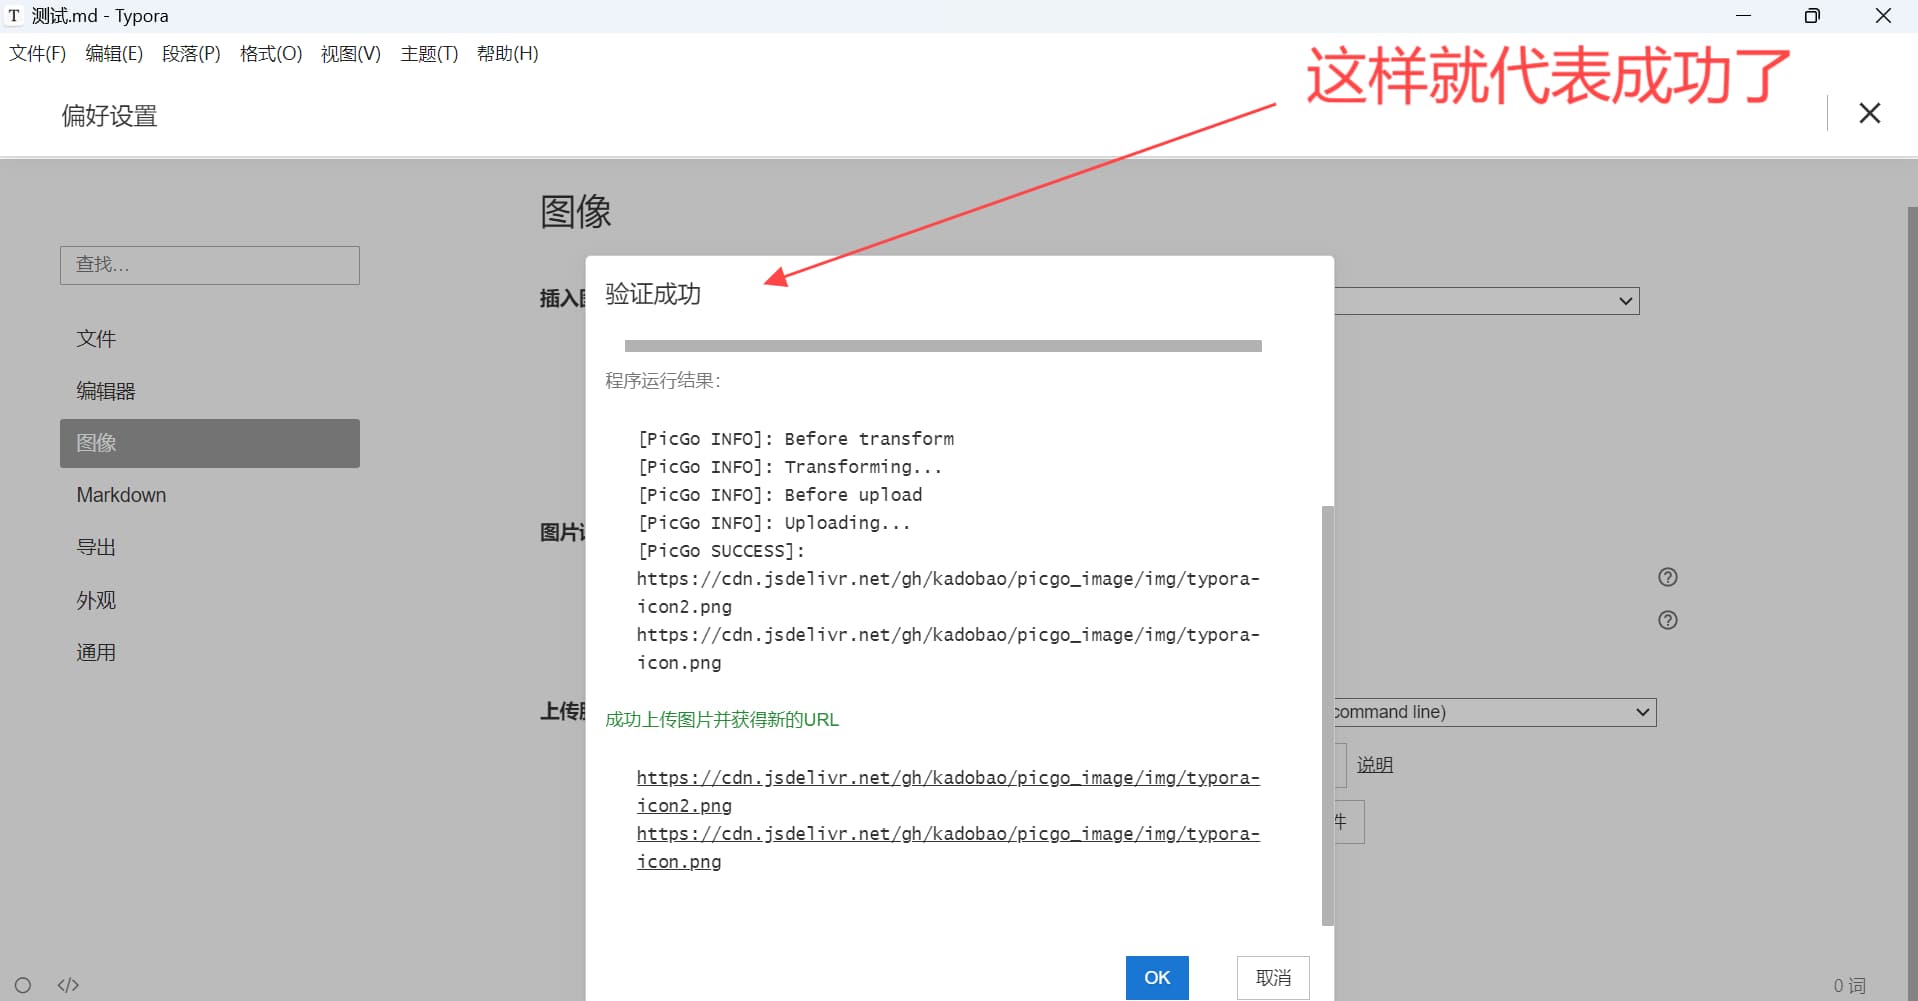 T 测试.md - Typora
文件(F) 编辑(E) 段落(P) 格式(O) 视图(V) 主题(T) 帮助(H)
这样就代表成功了
偏好设置
查找...
文件
编辑器
图像
Markdown
导出
外观
通用
图像
插入
图片
上传
command line)
说明
件
验证成功
程序运行结果:
[PicGo INFO]: Before transform
[PicGo INFO]: Transforming...
[PicGo INFO]: Before upload
[PicGo INFO]: Uploading...
[PicGo SUCCESS]:
https://cdn.jsdelivr.net/gh/kadobao/picgo_image/img/typora-
icon2.png
https://cdn.jsdelivr.net/gh/kadobao/picgo_image/img/typora-
icon.png
成功上传图片并获得新的URL
https://cdn.jsdelivr.net/gh/kadobao/picgo_image/img/typora-
icon2.png
https://cdn.jsdelivr.net/gh/kadobao/picgo_image/img/typora-
icon.png
OK 取消
</> 0 词